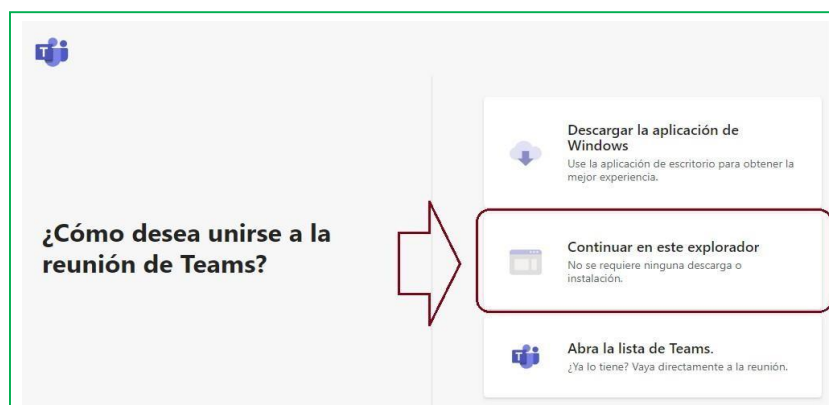 ¿Cómo desea unirse a la
reunión de Teams?
Descargar la aplicación de
Windows
Use la aplicación de escritorio para obtener la
mejor experiencia.
Continuar en este explorador
No se requiere ninguna descarga o
instalación.
Abra la lista de Teams.
¿Ya lo tiene? Vaya directamente a la reunión.